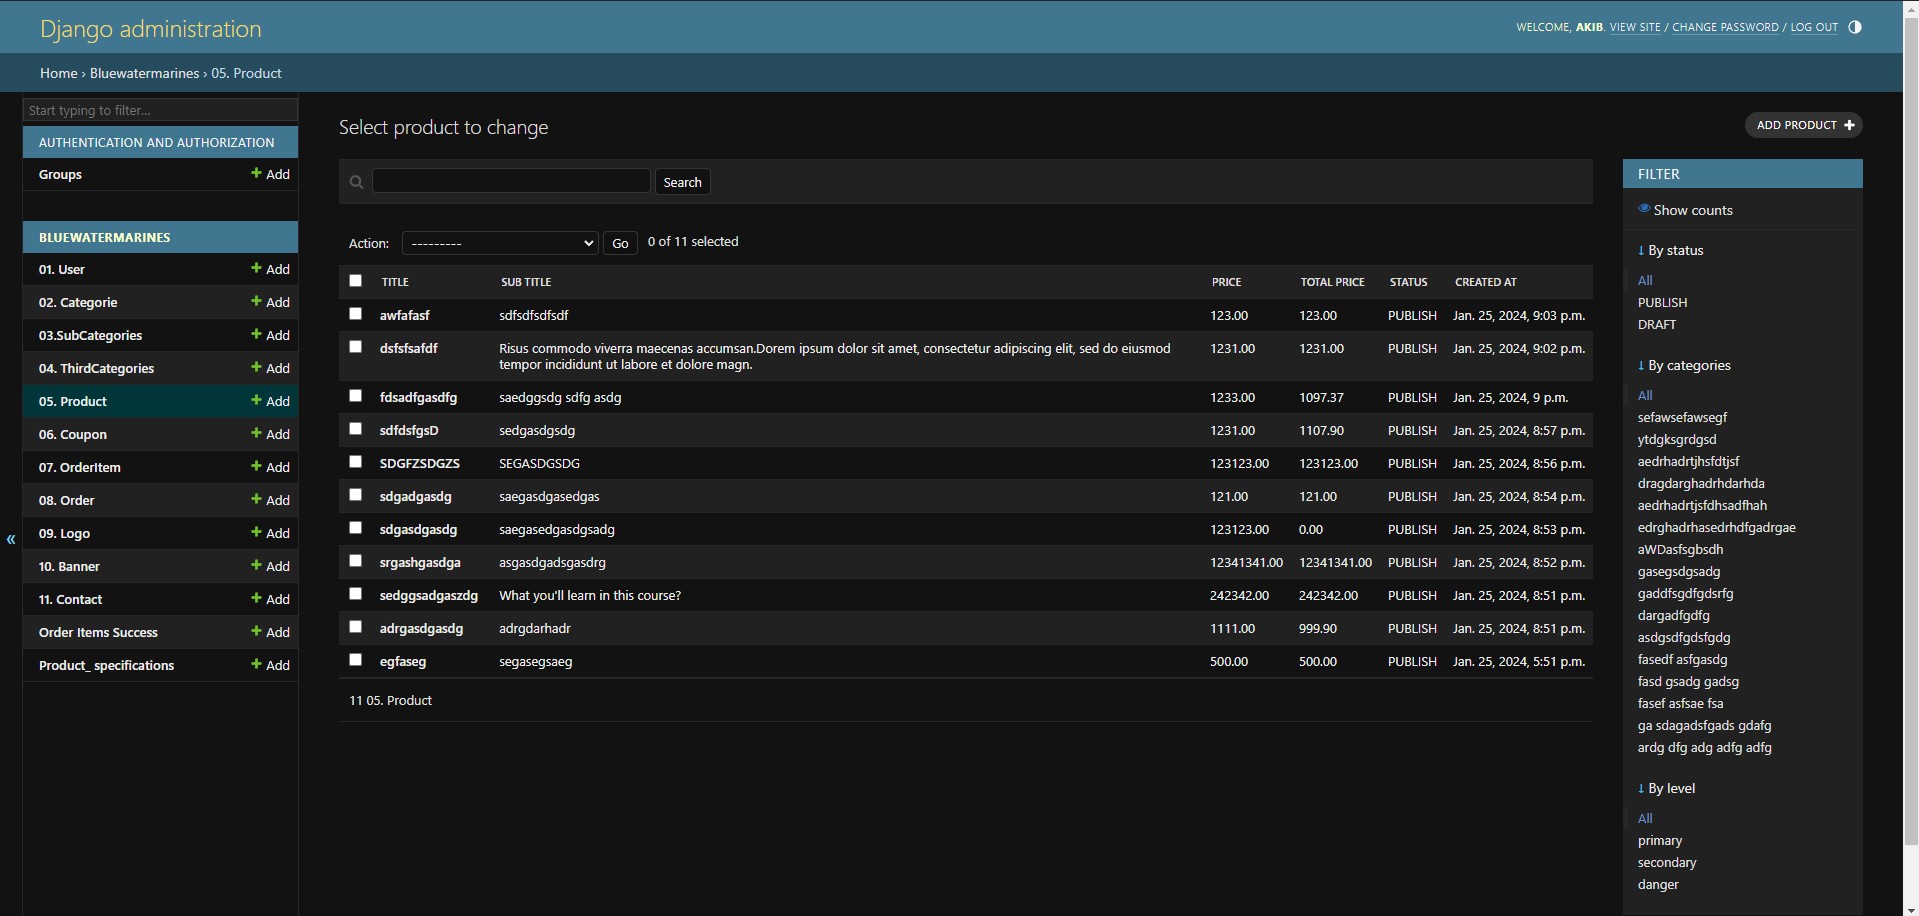 Django administration
WELCOME, AKIB. VIEW SITE / CHANGE PASSWORD / LOG OUT
Home › Bluewatermarines › 05. Product
Start typing to filter...
AUTHENTICATION AND AUTHORIZATION
Groups + Add
BLUEWATERMARINES
01. User + Add
02. Categorie + Add
03.SubCategories + Add
04. ThirdCategories + Add
05. Product + Add
06. Coupon + Add
07. OrderItem + Add
08. Order + Add
09. Logo + Add
10. Banner + Add
11. Contact + Add
Order Items Success + Add
Product_ specifications + Add
«
Select product to change
ADD PRODUCT +
Search
Action: --------- Go 0 of 11 selected
TITLE SUB TITLE PRICE TOTAL PRICE STATUS CREATED AT
awfafasf sdfsdfsdfsdf 123.00 123.00 PUBLISH Jan. 25, 2024, 9:03 p.m.
dsfsfsafdf Risus commodo viverra maecenas accumsan.Dorem ipsum dolor sit amet, consectetur adipiscing elit, sed do eiusmod 1231.00 1231.00 PUBLISH Jan. 25, 2024, 9:02 p.m.
tempor incididunt ut labore et dolore magn.
fdsadfgasdfg saedggsdg sdfg asdg 1233.00 1097.37 PUBLISH Jan. 25, 2024, 9 p.m.
sdfdsfgsD sedgasdgsdg 1231.00 1107.90 PUBLISH Jan. 25, 2024, 8:57 p.m.
SDGFZSDGZS SEGASDGSDG 123123.00 123123.00 PUBLISH Jan. 25, 2024, 8:56 p.m.
sdgadgasdg saegasdgasedgas 121.00 121.00 PUBLISH Jan. 25, 2024, 8:54 p.m.
sdgasdgasdg saegasedgasdgsadg 123123.00 0.00 PUBLISH Jan. 25, 2024, 8:53 p.m.
srgashgasdga asgasdgadsgasdrg 12341341.00 12341341.00 PUBLISH Jan. 25, 2024, 8:52 p.m.
sedggsadgaszdg What you'll learn in this course? 242342.00 242342.00 PUBLISH Jan. 25, 2024, 8:51 p.m.
adrgasdgasdg adrgdarhadr 1111.00 999.90 PUBLISH Jan. 25, 2024, 8:51 p.m.
egfaseg segasegsaeg 500.00 500.00 PUBLISH Jan. 25, 2024, 5:51 p.m.
11 05. Product
FILTER
Show counts
↓ By status
All
PUBLISH
DRAFT
↓ By categories
All
sefawsefawsegf
ytdgksgrdgsd
aedrhadrtjhsfdtjsf
dragdarghadrhdarhda
aedrhadrtjsfdhsadfhah
edrghadrhasedrhdfgadrgae
aWDasfsgbsdh
gasegsdgsadg
gaddfsgdfgdsrfg
dargadfgdfg
asdgsdfgdsfgdg
fasedf asfgasdg
fasd gsadg gadsg
fasef asfsae fsa
ga sdagadsfgads gdafg
ardg dfg adg adfg adfg
↓ By level
All
primary
secondary
danger